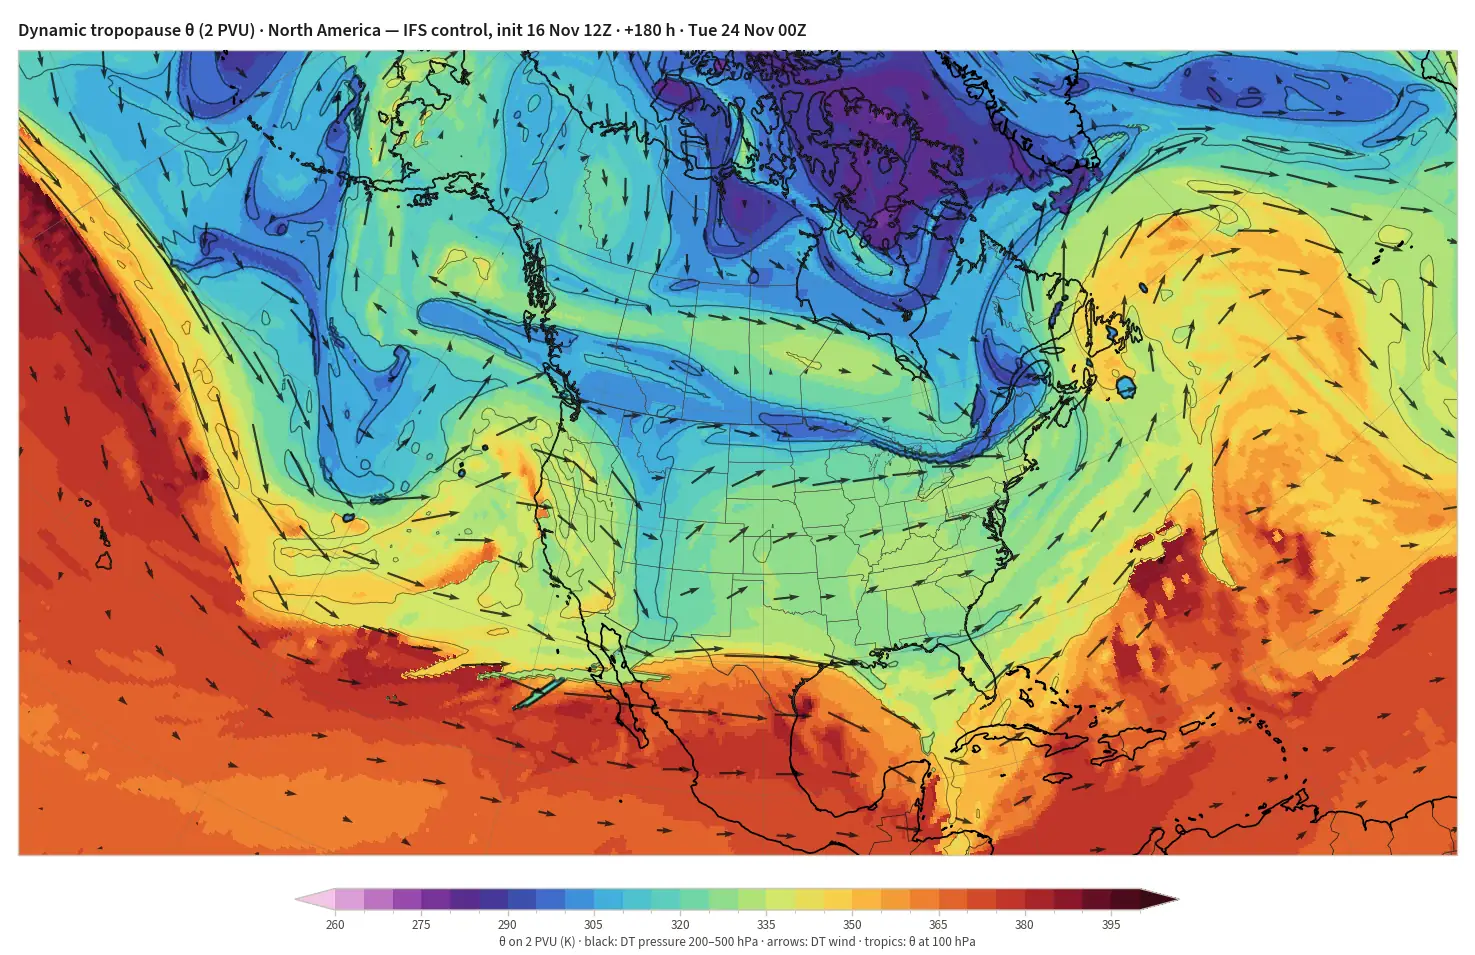 Dynamic tropopause θ (2 PVU) · North America — IFS control, init 16 Nov 12Z · +180 h · Tue 24 Nov 00Z
260 275 290 305 320 335 350 365 380 395
θ on 2 PVU (K) · black: DT pressure 200–500 hPa · arrows: DT wind · tropics: θ at 100 hPa